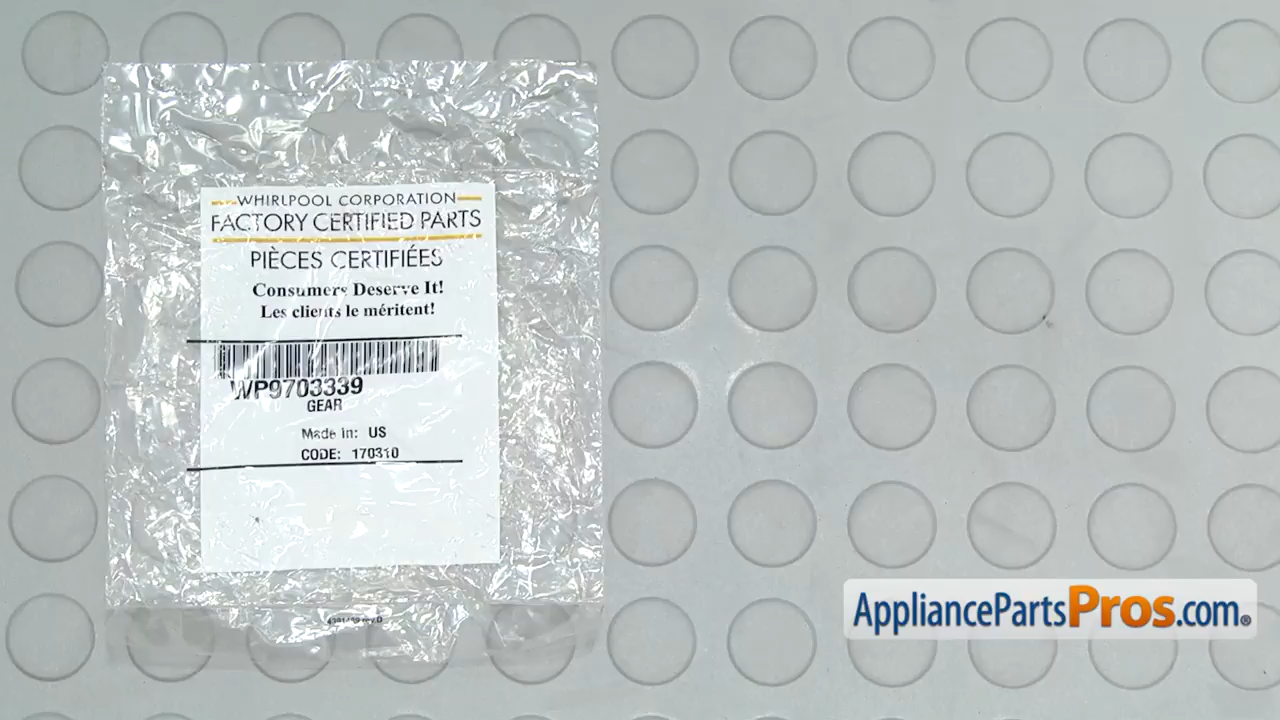 WHIRLPOOL CORPORATION
FACTORY CERTIFIED PARTS
PIÈCES CERTIFIÉES
Consumers Deserve It!
Les clients le méritent!
WP9703339
GEAR
Made in: US
CODE: 170310
AppliancePartsPros.com®